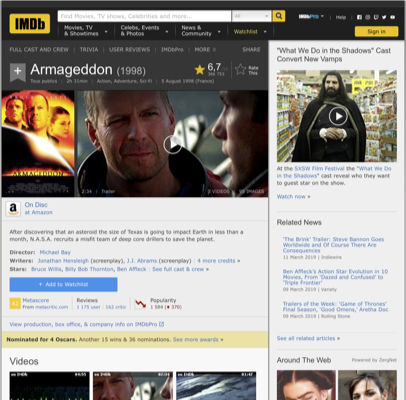 IMDb
Find Movies, TV shows, Celebrities and more...
All
IMDbPro
Help
Movies, TV
& Showtimes
Celebs, Events
& Photos
News &
Community
Watchlist
Sign in
FULL CAST AND CREW | TRIVIA | USER REVIEWS | IMDbPro | MORE
SHARE
Armageddon (1998)
6,7
Rate
This
Tous publics | 2h 31min | Action, Adventure, Sci-Fi | 5 August 1998 (France)
ARMAGEDDON
2:34 | Trailer
On Disc
at Amazon
After discovering that an asteroid the size of Texas is going to impact Earth in less than a
month, N.A.S.A. recruits a misfit team of deep core drillers to save the planet.
Director: Michael Bay
Writers: Jonathan Hensleigh (screenplay), J.J. Abrams (screenplay) | 4 more credits »
Stars: Bruce Willis, Billy Bob Thornton, Ben Affleck | See full cast & crew »
+ Add to Watchlist
Metascore
From metacritic.com
Reviews
1 175 user | 162 critic
Popularity
View production, box office, & company info on IMDbPro
Nominated for 4 Oscars. Another 15 wins & 36 nominations. See more awards »
Videos
"What We Do in the Shadows" Cast
Convert New Vamps
At the SXSW Film Festival the "What We
Do in the Shadows" cast reveal who they want
to guest star on the show.
Watch now »
Related News
'The Brink' Trailer: Steve Bannon Goes
Worldwide and Of Course There Are
Consequences
11 March 2019 | Indiewire
Ben Affleck's Action Star Evolution in 10
Movies, From 'Dazed and Confused' to
'Triple Frontier'
09 March 2019 | Variety
Trailers of the Week: 'Game of Thrones'
Final Season, 'Good Omens,' Aretha Doc
09 March 2019 | Rolling Stone
See all related articles »
Around The Web
Powered by ZergNet